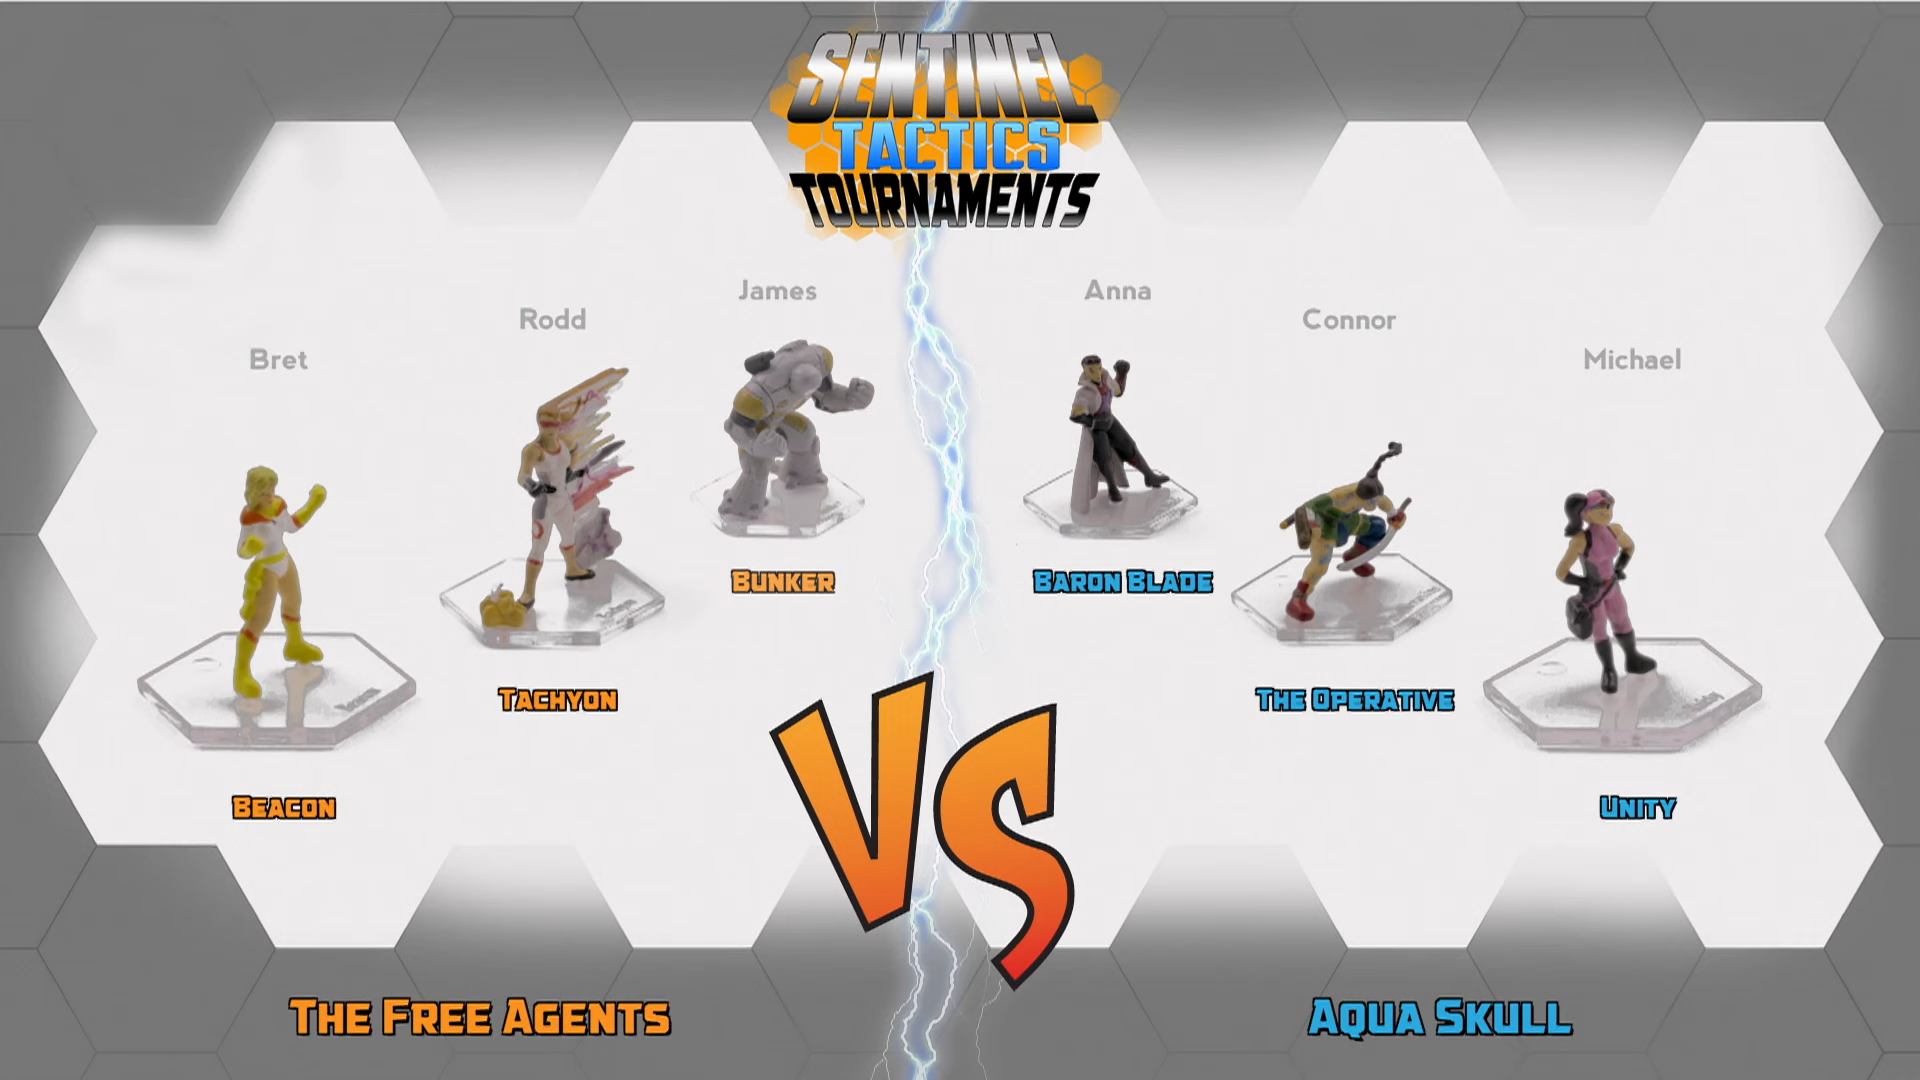 SENTINEL
TACTICS
TOURNAMENTS
Bret
Rodd
James
Anna
Connor
Michael
Beacon
Tachyon
Bunker
Baron Blade
The Operative
Unity
VS
The Free Agents
Aqua Skull